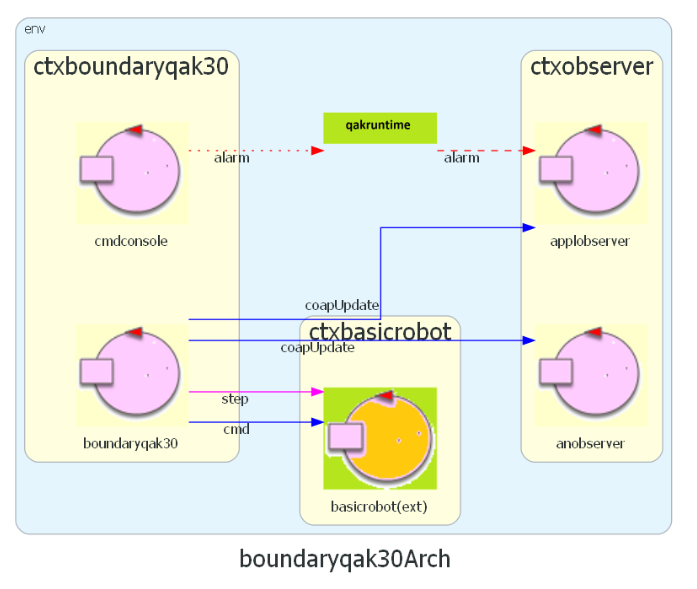 env
ctxboundaryqak30
ctxobserver
qakruntime
alarm
alarm
cmdconsole
applobserver
coapUpdate
ctxbasicrobot
coapUpdate
step
cmd
boundaryqak30
anobserver
basicrobot(ext)
boundaryqak30Arch